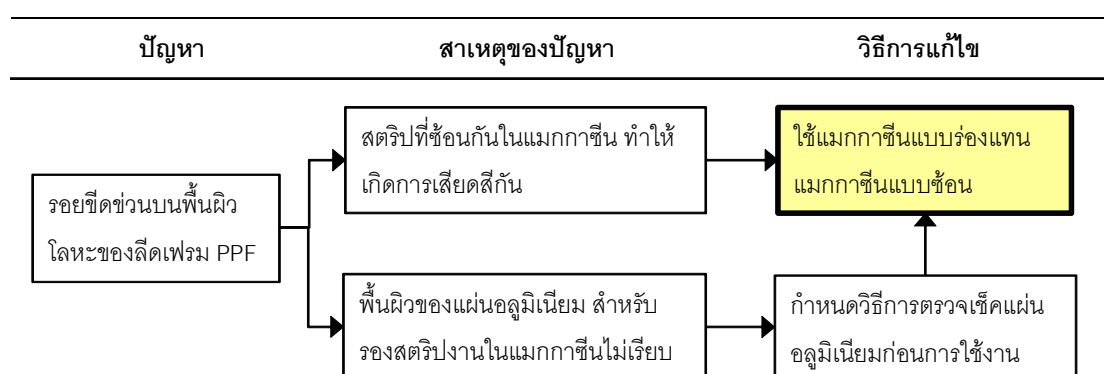 ปัญหา
สาเหตุของปัญหา
วิธีการแก้ไข
รอยขีดข่วนบนพื้นผิว
โลหะของลีดเฟรม PPF
สตริปที่ซ้อนกันในแมกกาซีน ทำให้
เกิดการเสียดสีกัน
ใช้แมกกาซีนแบบร่องแทน
แมกกาซีนแบบซ้อน
พื้นผิวของแผ่นอลูมิเนียม สำหรับ
รองสตริปงานในแมกกาซีนไม่เรียบ
กำหนดวิธีการตรวจเช็คแผ่น
อลูมิเนียมก่อนการใช้งาน